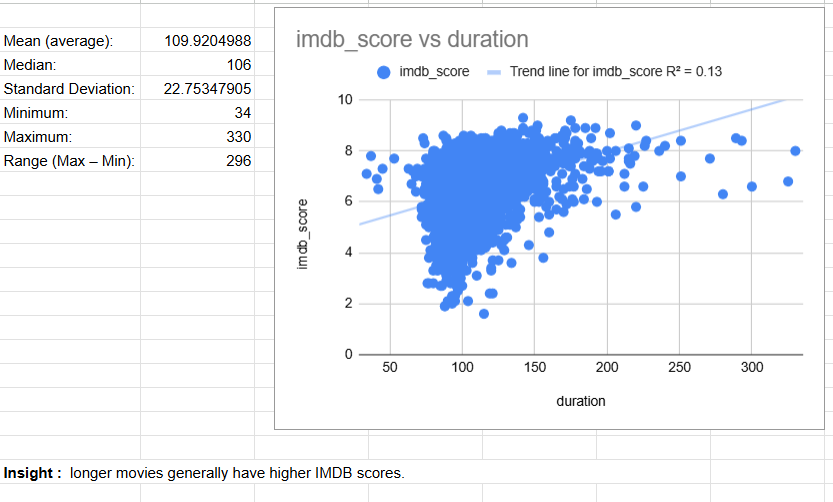 Mean (average): 109.9204988
Median: 106
Standard Deviation: 22.75347905
Minimum: 34
Maximum: 330
Range (Max – Min): 296
imdb_score vs duration
imdb_score Trend line for imdb_score R² = 0.13
10
8
6
4
2
0
imdb_score
50 100 150 200 250 300
duration
Insight : longer movies generally have higher IMDB scores.